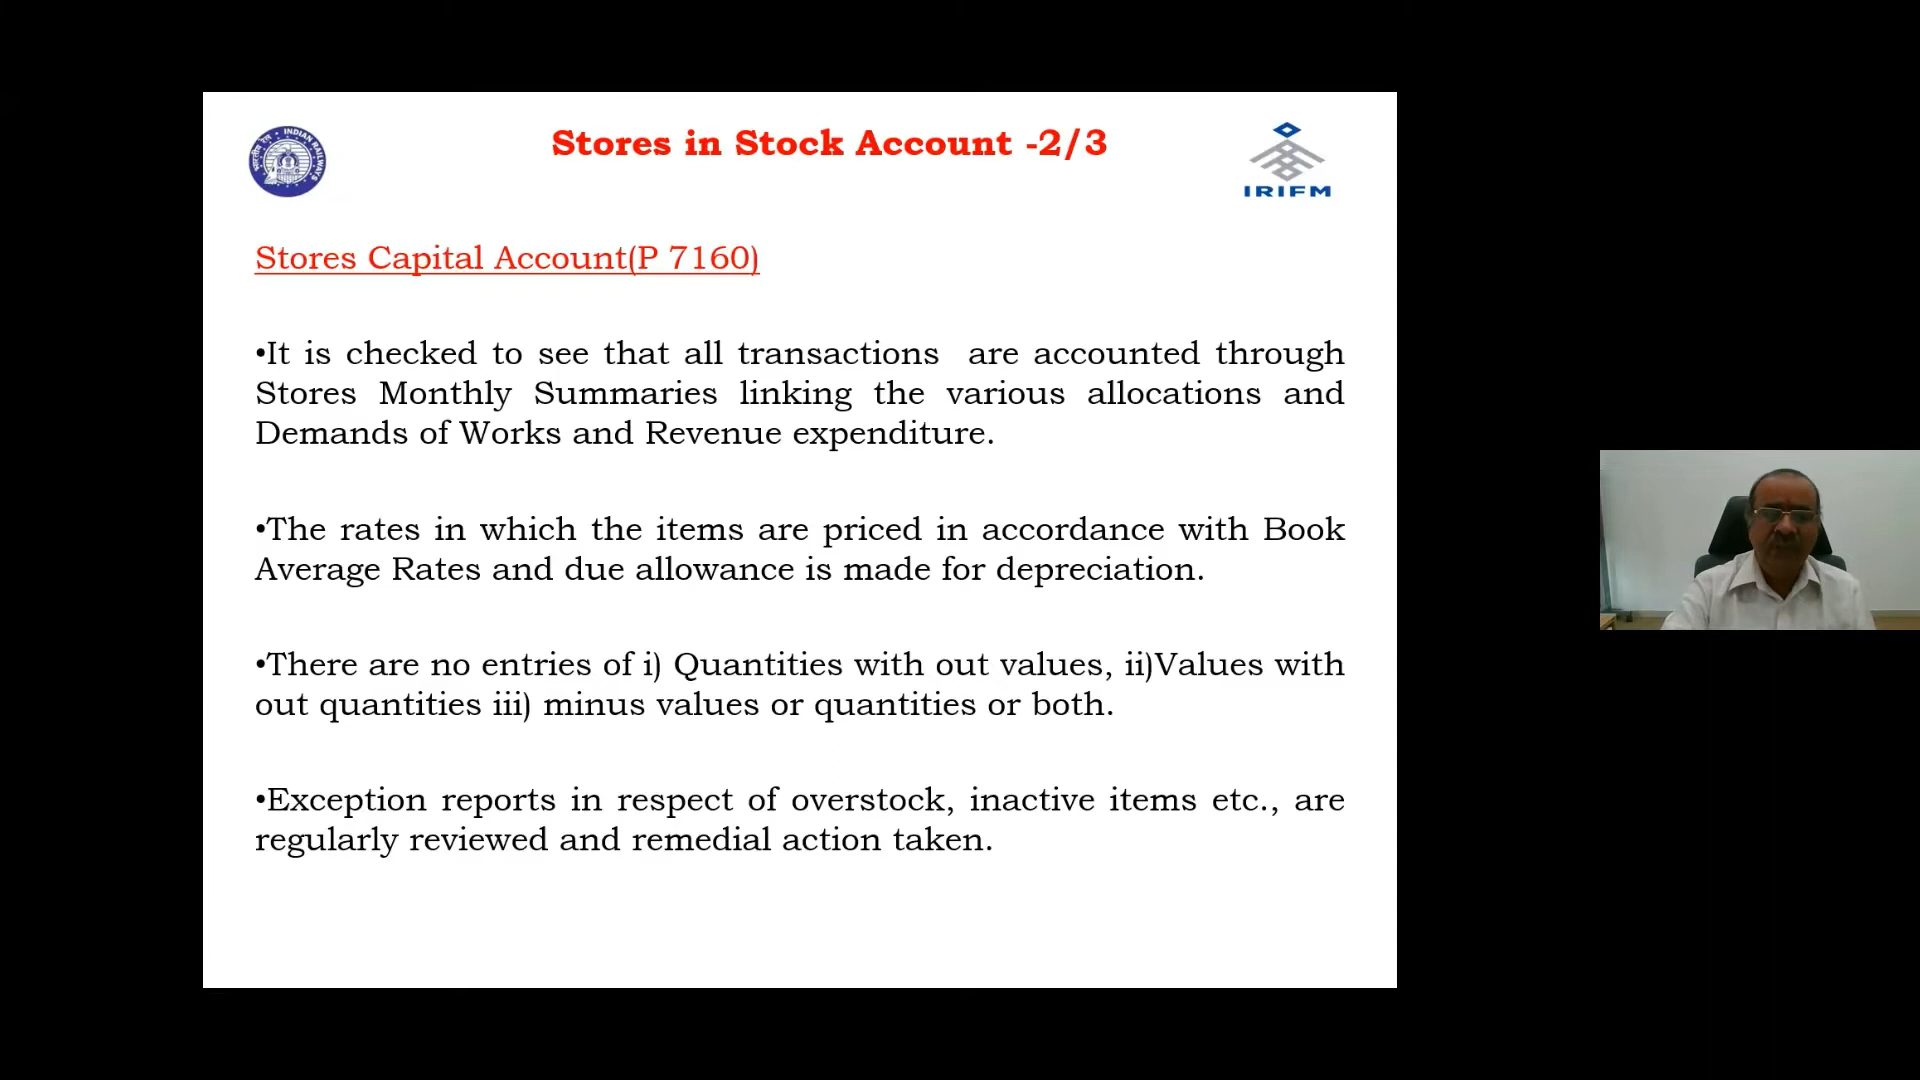 Stores in Stock Account -2/3
INDIAN RAILWAYS
भारतीय रेल
IRIFM
Stores Capital Account(P 7160)
•It is checked to see that all transactions are accounted through
Stores Monthly Summaries linking the various allocations and
Demands of Works and Revenue expenditure.
•The rates in which the items are priced in accordance with Book
Average Rates and due allowance is made for depreciation.
•There are no entries of i) Quantities with out values, ii)Values with
out quantities iii) minus values or quantities or both.
•Exception reports in respect of overstock, inactive items etc., are
regularly reviewed and remedial action taken.